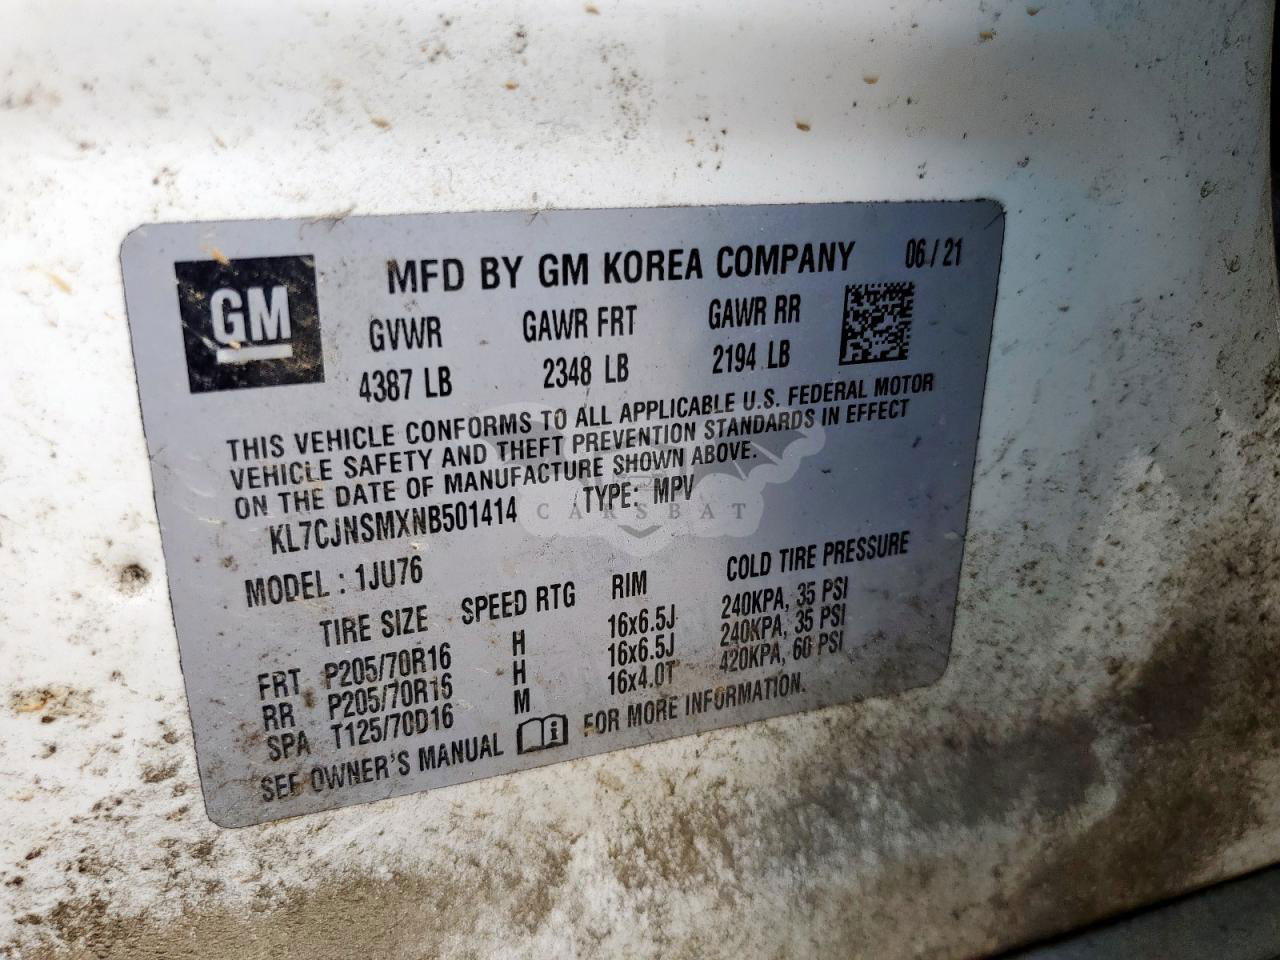 MFD BY GM KOREA COMPANY 06/21
GM
GVWR GAWR FRT GAWR RR
4387 LB 2348 LB 2194 LB
THIS VEHICLE CONFORMS TO ALL APPLICABLE U.S. FEDERAL MOTOR
VEHICLE SAFETY AND THEFT PREVENTION STANDARDS IN EFFECT
ON THE DATE OF MANUFACTURE SHOWN ABOVE.
KL7CJNSMXNB501414 TYPE: MPV
CARSBAT
MODEL : 1JU76
TIRE SIZE SPEED RTG RIM COLD TIRE PRESSURE
FRT P205/70R16 H 16x6.5J 240KPA, 35 PSI
RR P205/70R16 H 16x6.5J 240KPA, 35 PSI
SPA T125/70D16 M 16x4.0T 420KPA, 60 PSI
SEE OWNER'S MANUAL FOR MORE INFORMATION.